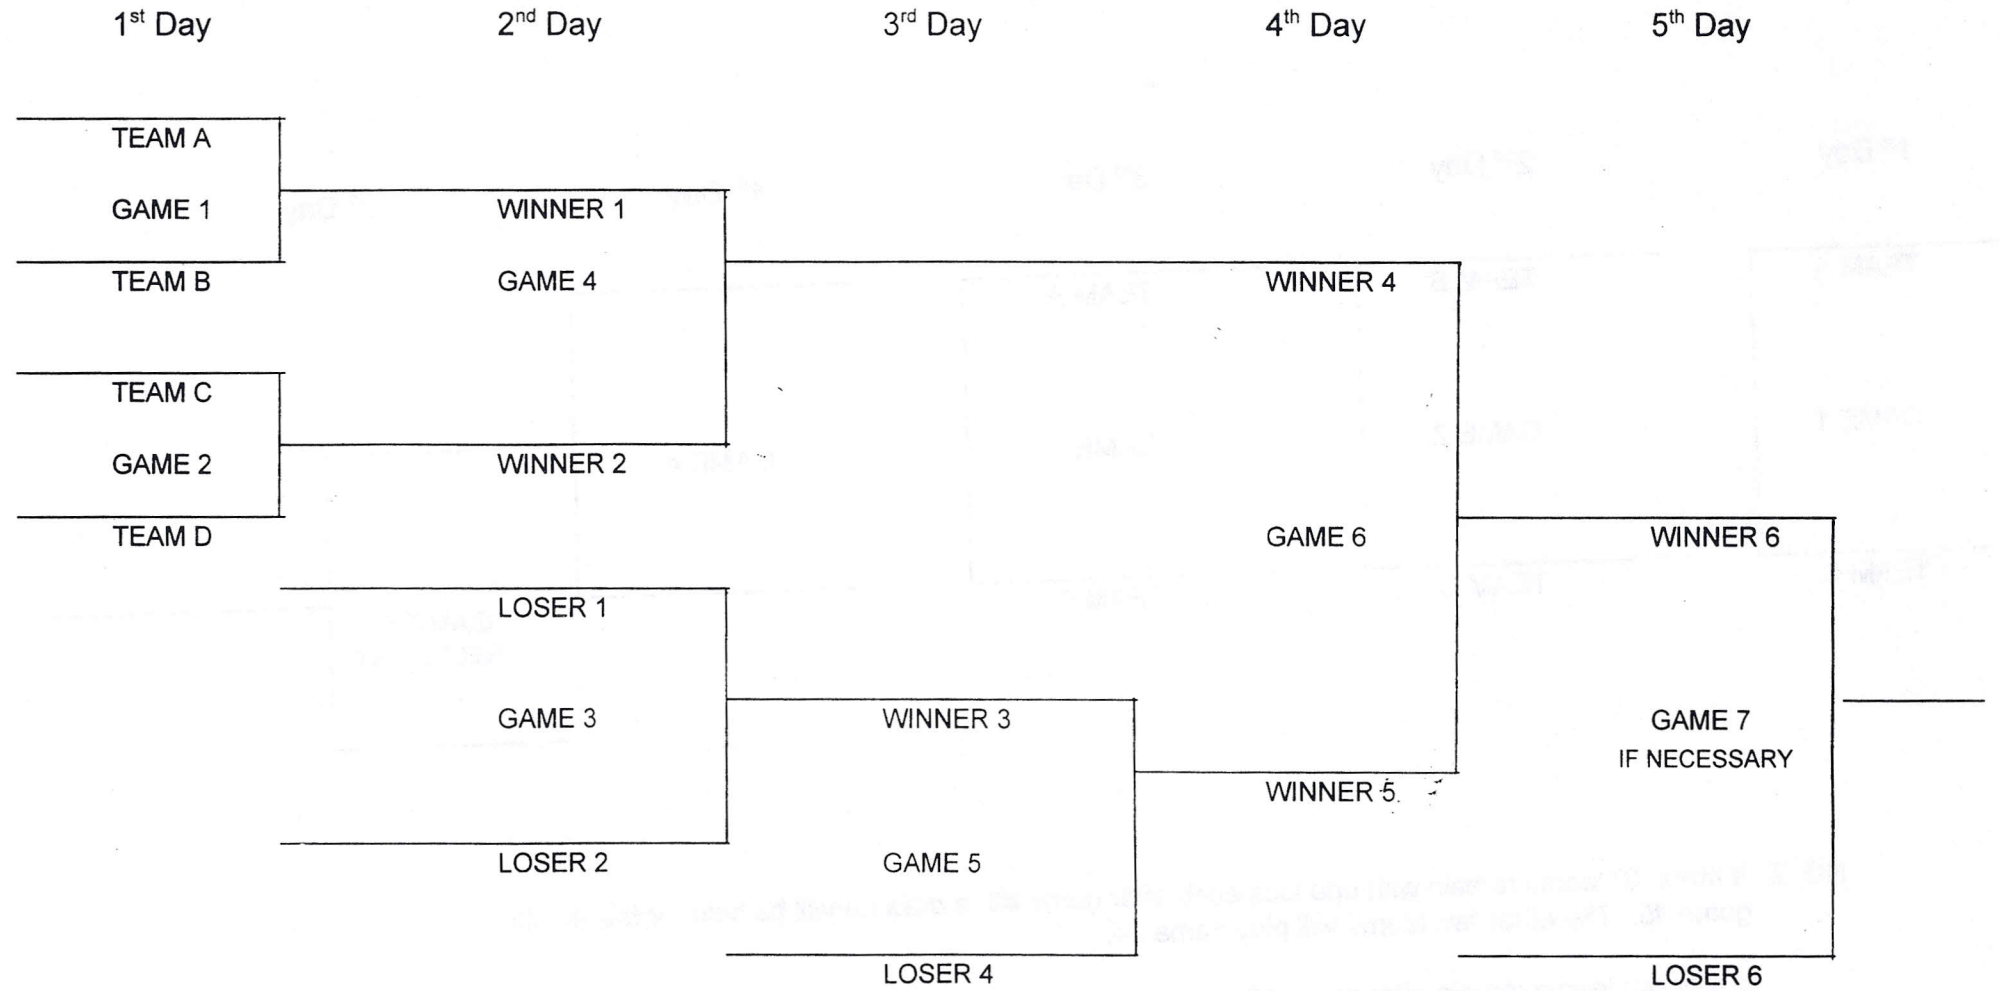 1st Day 2nd Day 3rd Day 4th Day 5th Day
TEAM A
GAME 1
TEAM B
TEAM C
GAME 2
TEAM D
WINNER 1
GAME 4
WINNER 2
LOSER 1
GAME 3
LOSER 2
WINNER 3
GAME 5
LOSER 4
WINNER 4
GAME 6
WINNER 5
WINNER 6
GAME 7
IF NECESSARY
LOSER 6